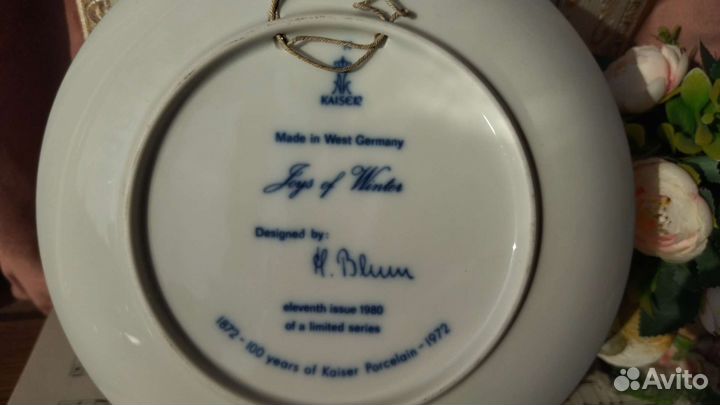 KAISER
Made in West Germany
Joys of Winter
Designed by:
H. Blum
eleventh issue 1980
of a limited series
1872 - 100 years of Kaiser Porcelain - 1972
Avito